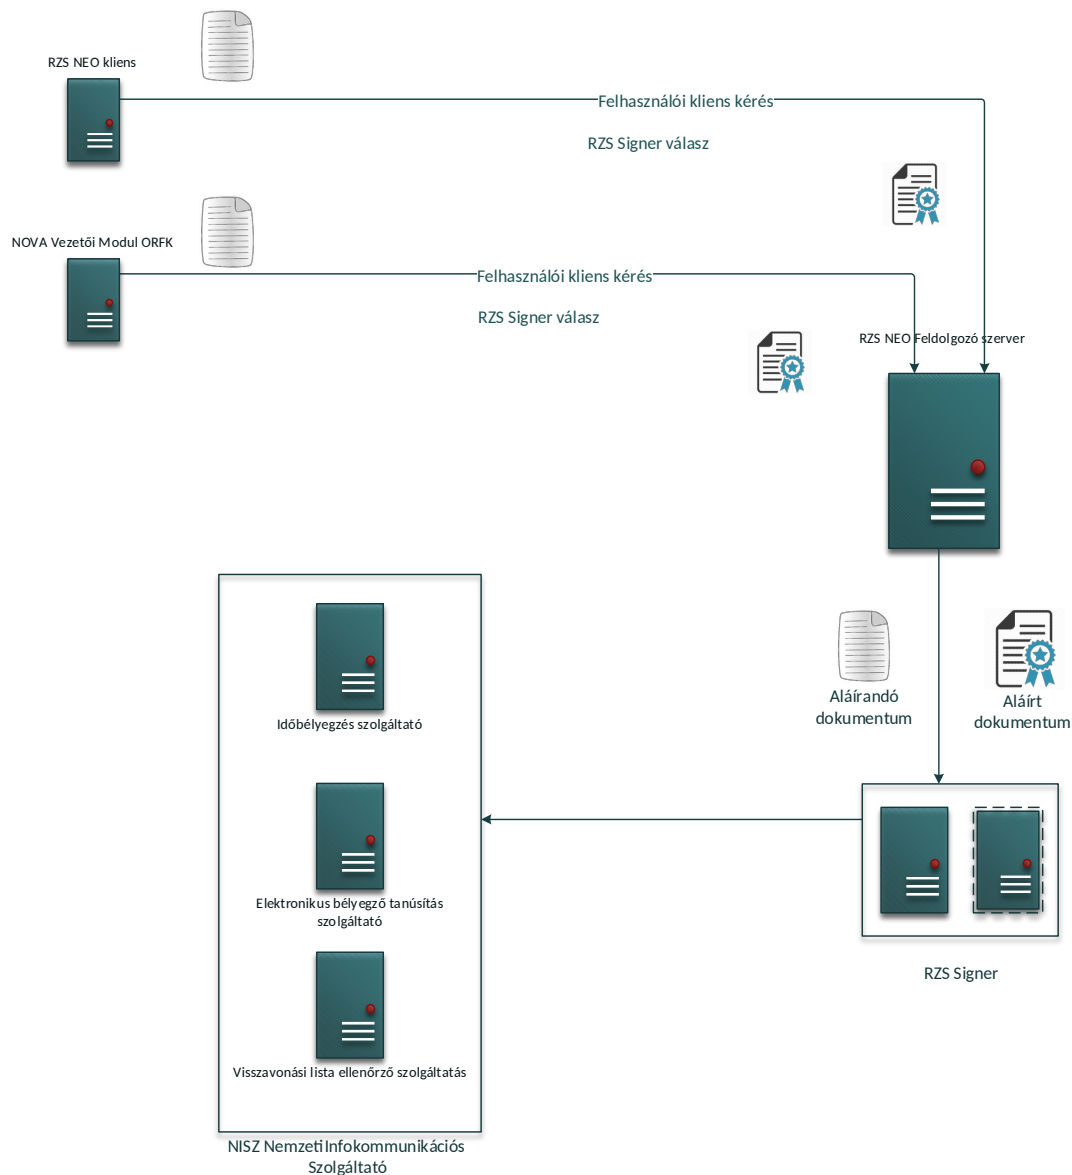 RZS NEO kliens
Felhasználói kliens kérés
RZS Signer válasz
NOVA Vezetői Modul ORFK
Felhasználói kliens kérés
RZS Signer válasz
RZS NEO Feldolgozó szerver
Aláírandó
dokumentum
Aláírt
dokumentum
Időbélyegzés szolgáltató
Elektronikus bélyegző tanúsítás
szolgáltató
RZS Signer
Visszavonási lista ellenőrző szolgáltatás
NISZ Nemzeti Infokommunikációs
Szolgáltató